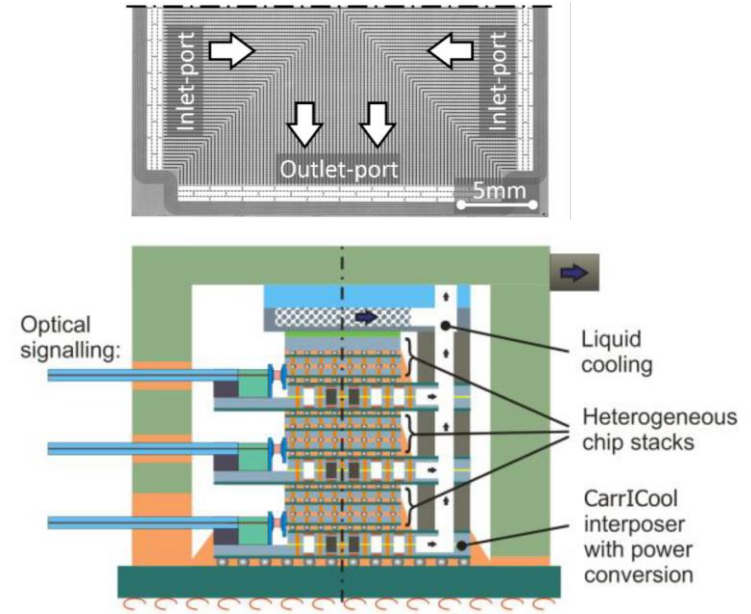 Inlet-port
Inlet-port
Outlet-port
5mm
Optical
signalling:
Liquid
cooling
Heterogeneous
chip stacks
CarrICool
interposer
with power
conversion